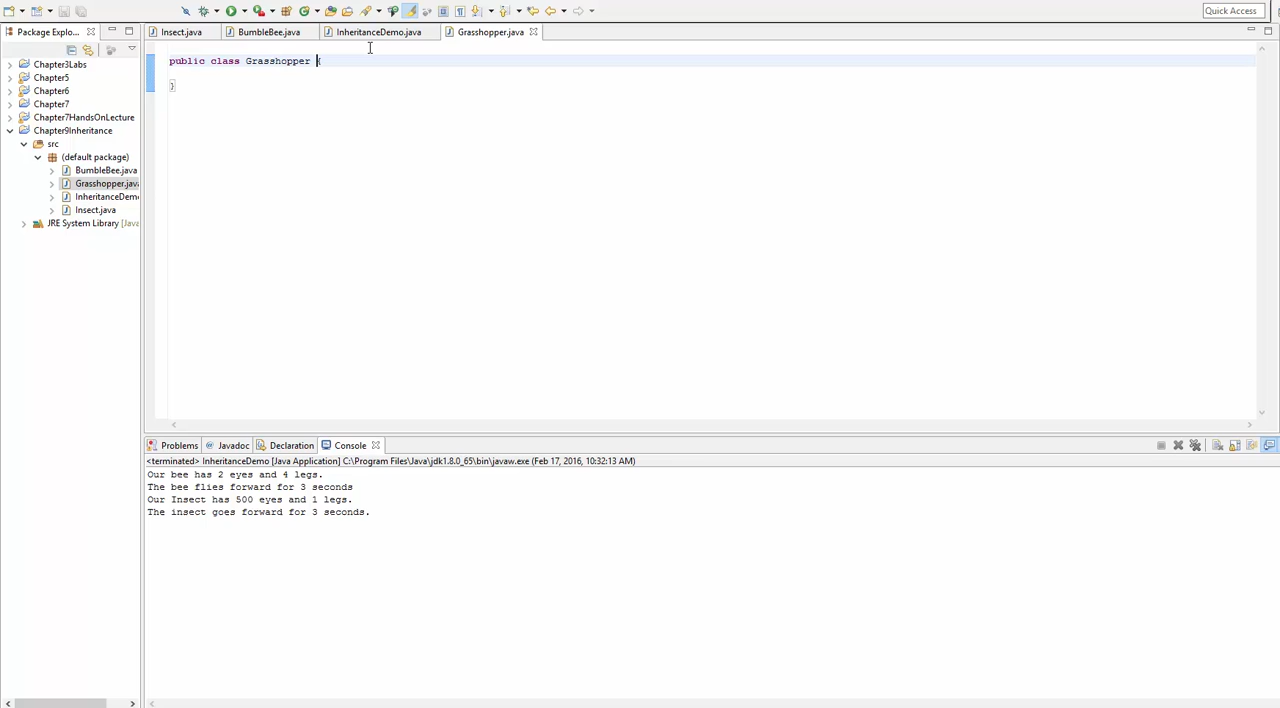 Quick Access
Package Explo...
Insect.java
BumbleBee.java
InheritanceDemo.java
Grasshopper.java
Chapter3Labs
Chapter5
Chapter6
Chapter7
Chapter7HandsOnLecture
Chapter9Inheritance
src
(default package)
BumbleBee.java
Grasshopper.java
InheritanceDem
Insect.java
JRE System Library [Java
public class Grasshopper {
}
Problems
Javadoc
Declaration
Console
<terminated> InheritanceDemo [Java Application] C:\Program Files\Java\jdk1.8.0_65\bin\javaw.exe (Feb 17, 2016, 10:32:13 AM)
Our bee has 2 eyes and 4 legs.
The bee flies forward for 3 seconds
Our Insect has 500 eyes and 1 legs.
The insect goes forward for 3 seconds.